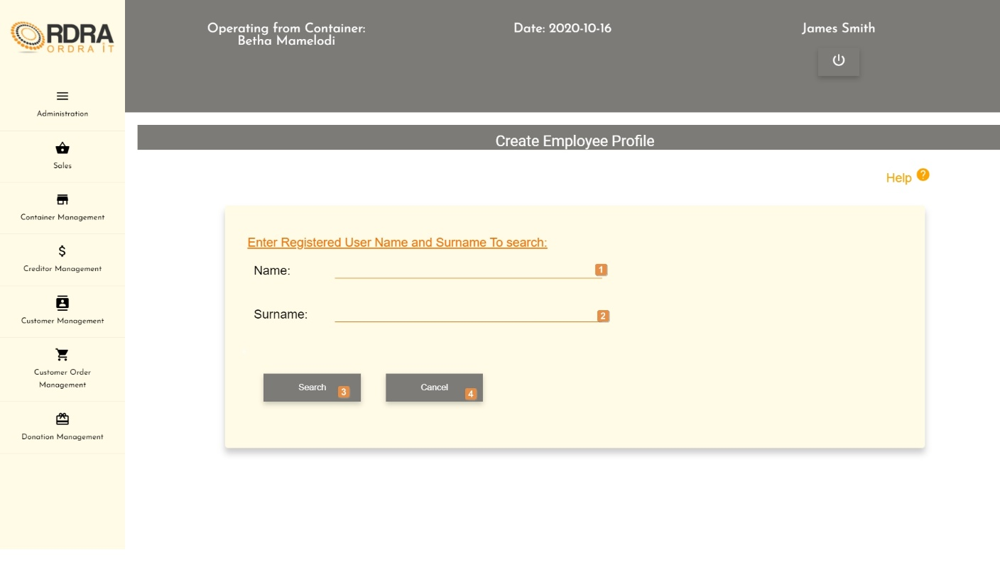 RDRA
ORDRA IT
Operating from Container:
Betha Mamelodi
Date: 2020-10-16
James Smith
Administration
Sales
Container Management
Creditor Management
Customer Management
Customer Order
Management
Donation Management
Create Employee Profile
Help ?
Enter Registered User Name and Surname To search:
Name: 1
Surname: 2
Search 3 Cancel 4